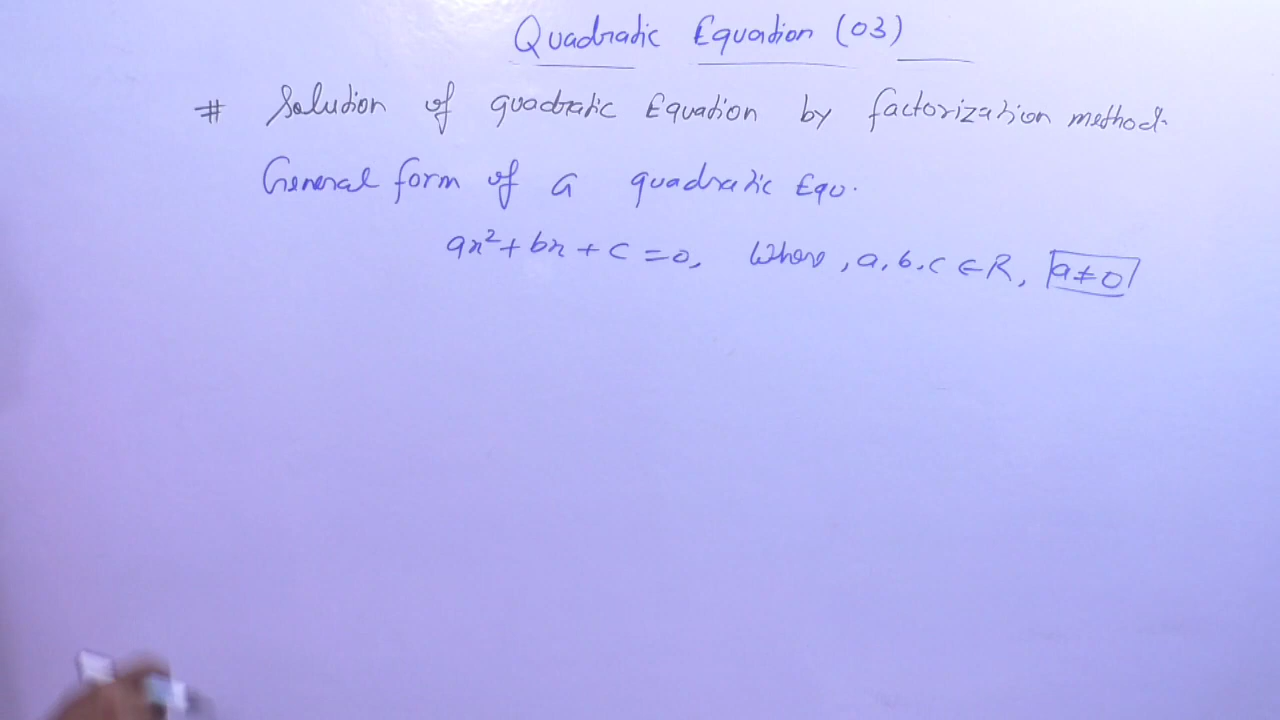 Quadratic Equation (03)
# Solution of quadratic Equation by factorization method.
General form of a quadratic Equ.
ax²+bx+c=0, Where, a, b, c ∈ R, a≠0